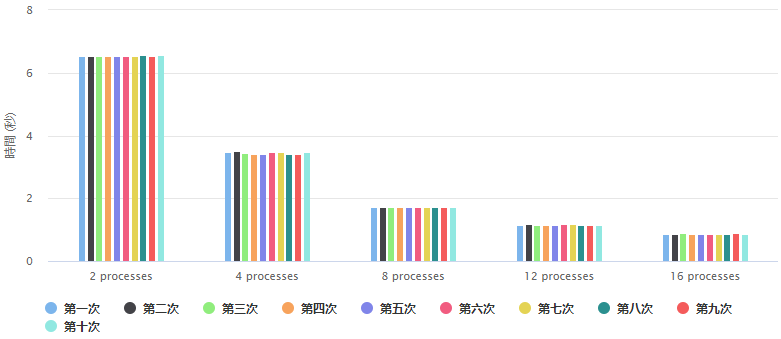 8
6
4
2
0
時間 (秒)
2 processes 4 processes 8 processes 12 processes 16 processes
第一次 第二次 第三次 第四次 第五次 第六次 第七次 第八次 第九次
第十次